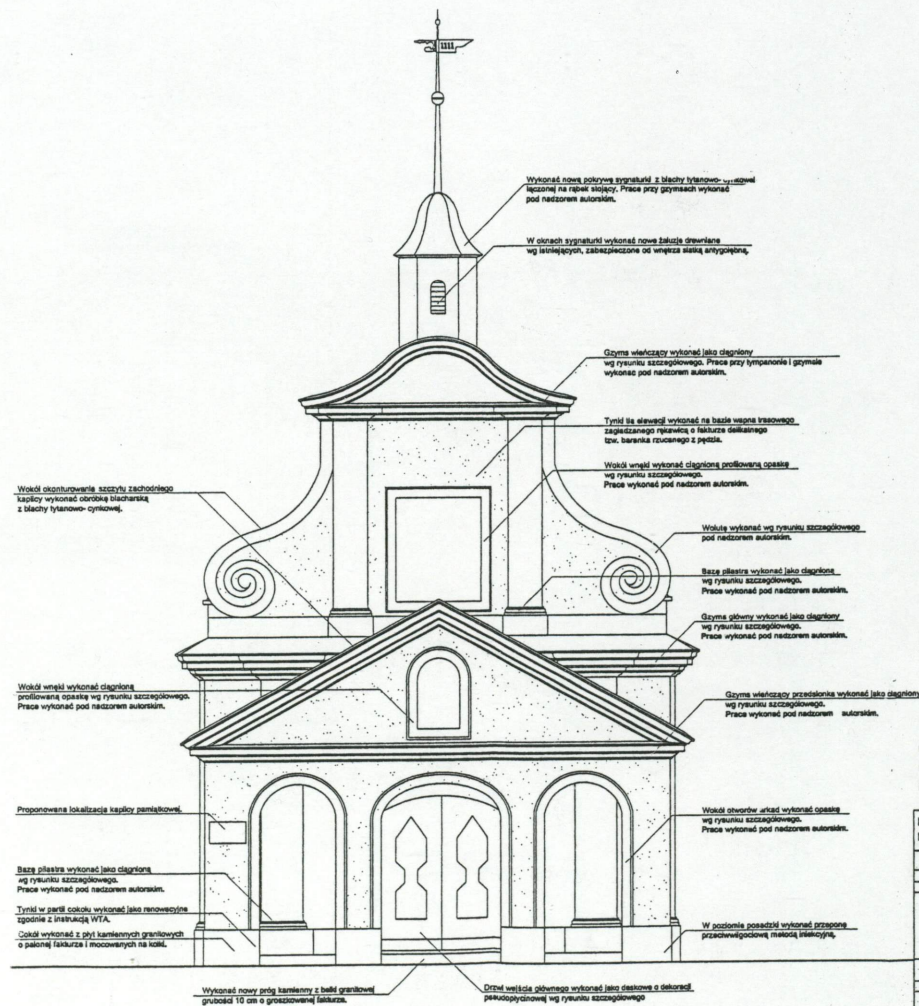 1111
Wykonać nową pokrywę sygnaturki z blachy tytanowo-cynkowej
łączonej na rąbek stojący. Prace przy gzymsach wykonać
pod nadzorem autorskim.
W oknach sygnaturki wykonać nowe żaluzje drewniane
wg istniejących, zabezpieczone od wnętrza siatką antygołębną.
Gzyms wieńczący wykonać jako ciągniony
wg rysunku szczegółowego. Prace przy tympanonie i gzymsie
wykonać pod nadzorem autorskim.
Tynki tła elewacji wykonać na bazie wapna trasowego
zagładzanego rękawicą o fakturze delikatnego
tzw. baranka rzucanego z pędzla.
Wokół wnęki wykonać ciągnioną profilowaną opaskę
wg rysunku szczegółowego.
Prace wykonać pod nadzorem autorskim.
Wokół okonturowania szczytu zachodniego
kaplicy wykonać obróbkę blacharską
z blachy tytanowo- cynkowej.
Wolutę wykonać wg rysunku szczegółowego
pod nadzorem autorskim.
Bazę pilastra wykonać jako ciągnioną
wg rysunku szczegółowego.
Prace wykonać pod nadzorem autorskim.
Gzyms główny wykonać jako ciągniony
wg rysunku szczegółowego.
Prace wykonać pod nadzorem autorskim.
Wokół wnęki wykonać ciągnioną
profilowaną opaskę wg rysunku szczegółowego.
Prace wykonać pod nadzorem autorskim.
Gzyms wieńczący przedsionka wykonać jako ciągniony
wg rysunku szczegółowego.
Prace wykonać pod nadzorem autorskim.
Proponowana lokalizacja kaplicy pamiątkowej.
Wokół otworów arkad wykonać opaskę
wg rysunku szczegółowego.
Prace wykonać pod nadzorem autorskim.
Bazę pilastra wykonać jako ciągnioną
wg rysunku szczegółowego.
Prace wykonać pod nadzorem autorskim.
Tynki w partii cokołu wykonać jako renowacyjne
zgodnie z instrukcją WTA.
Cokół wykonać z płyt kamiennych granitowych
o palonej fakturze i mocowanych na kołki.
W poziomie posadzki wykonać przeponę
przeciwwilgociową metodą iniekcyjną.
Wykonać nowy próg kamienny z belki granitowej
grubości 10 cm o groszkowanej fakturze.
Drzwi wejścia głównego wykonać jako deskowe o dekoracji
pseudopłycinowej wg rysunku szczegółowego